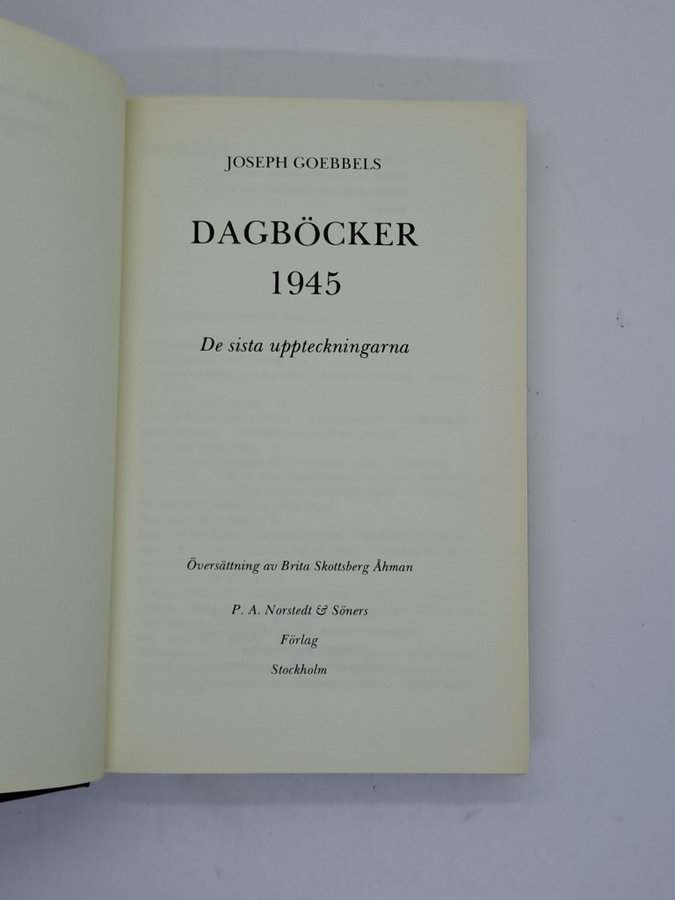 JOSEPH GOEBBELS
DAGBÖCKER
1945
De sista uppteckningarna
Översättning av Brita Skottsberg Åhman
P. A. Norstedt & Söners
Förlag
Stockholm